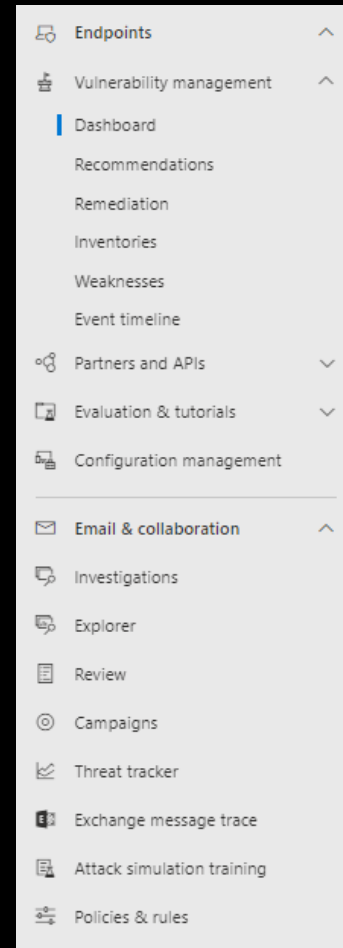 Endpoints
Vulnerability management
Dashboard
Recommendations
Remediation
Inventories
Weaknesses
Event timeline
Partners and APIs
Evaluation & tutorials
Configuration management
Email & collaboration
Investigations
Explorer
Review
Campaigns
Threat tracker
Exchange message trace
Attack simulation training
Policies & rules